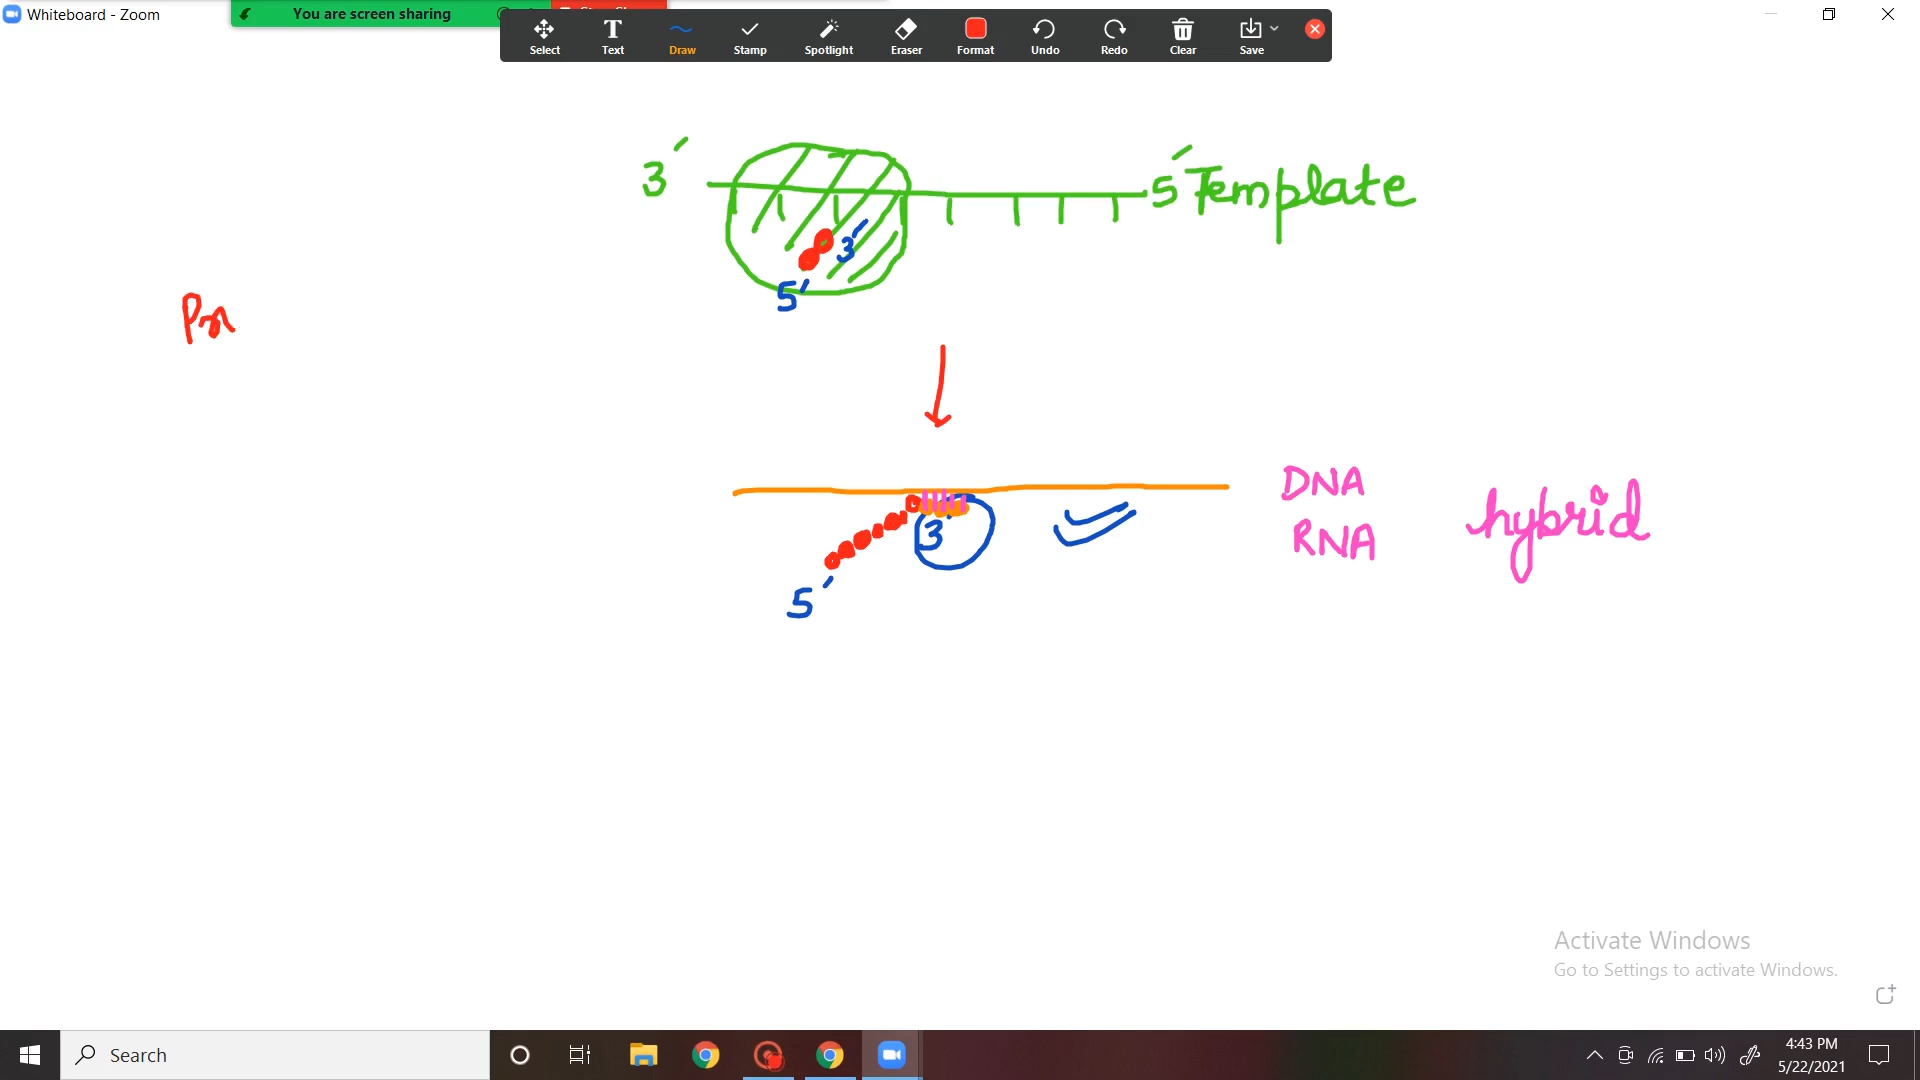 Whiteboard - Zoom
You are screen sharing
Select Text Draw Stamp Spotlight Eraser Format Undo Redo Clear Save
3′ 5′ Template
3′
5′
Pr
DNA
RNA hybrid
3′
5′
Activate Windows
Go to Settings to activate Windows.
Search
4:43 PM
5/22/2021